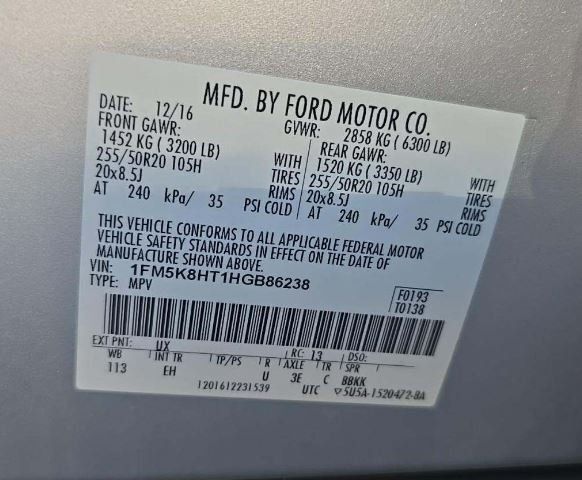 MFD. BY FORD MOTOR CO.
DATE: 12/16 GVWR: 2858 KG ( 6300 LB)
FRONT GAWR: REAR GAWR:
1452 KG ( 3200 LB) WITH 1520 KG ( 3350 LB) WITH
255/50R20 105H TIRES 255/50R20 105H TIRES
20x8.5J RIMS 20x8.5J RIMS
AT 240 kPa/ 35 PSI COLD AT 240 kPa/ 35 PSI COLD
THIS VEHICLE CONFORMS TO ALL APPLICABLE FEDERAL MOTOR
VEHICLE SAFETY STANDARDS IN EFFECT ON THE DATE OF
MANUFACTURE SHOWN ABOVE.
VIN: 1FM5K8HT1HGB86238
TYPE: MPV
F0193
T0138
EXT PNT: UX RC: 13 DSO:
WB INT TR TP/PS R AXLE TR SPR
113 EH U 3E C BBKK
1201612231539 UTC ▽5U5A-1520472-BA